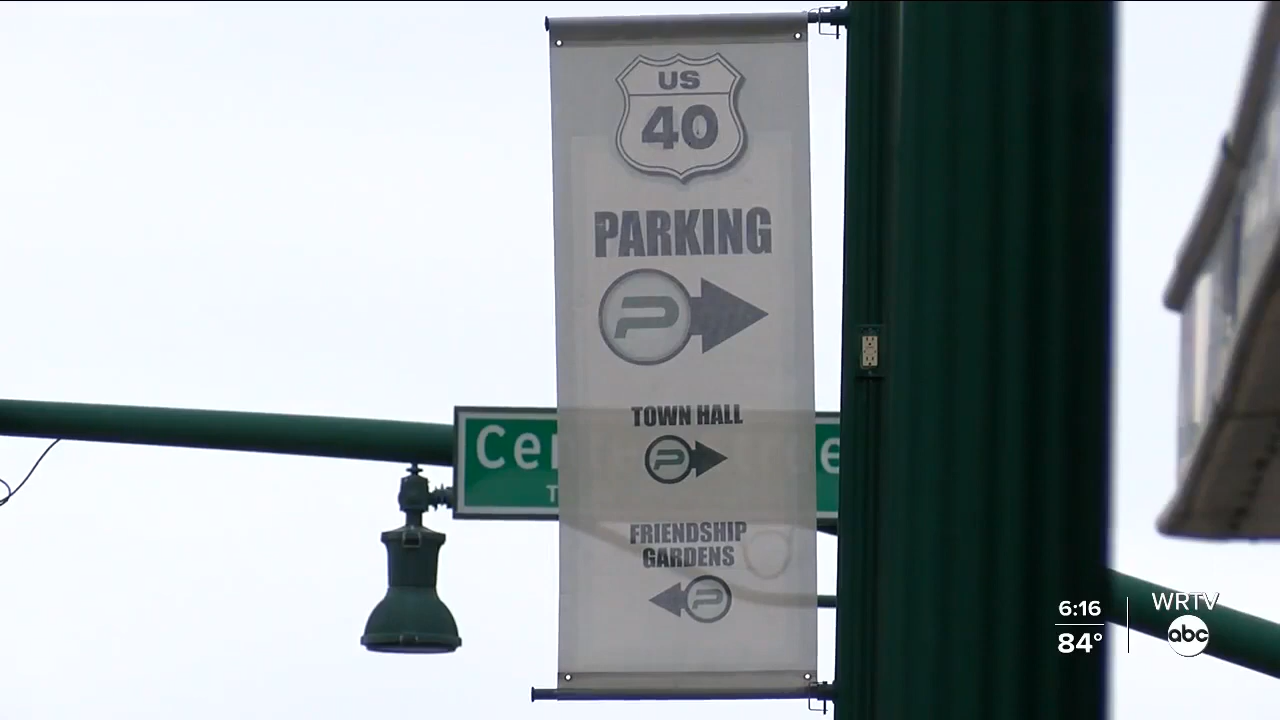 US
40
PARKING
P
TOWN HALL
P
FRIENDSHIP
GARDENS
P
6:16
84°
WRTV
abc